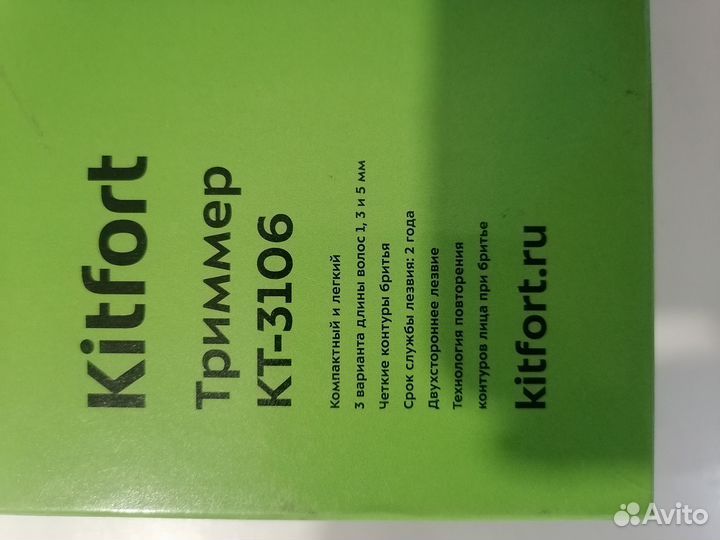 Kitfort
Триммер
КТ-3106
Компактный и легкий
3 варианта длины волос 1, 3 и 5 мм
Четкие контуры бритья
Срок службы лезвия: 2 года
Двухстороннее лезвие
Технология повторения
контуров лица при бритье
kitfort.ru
Avito